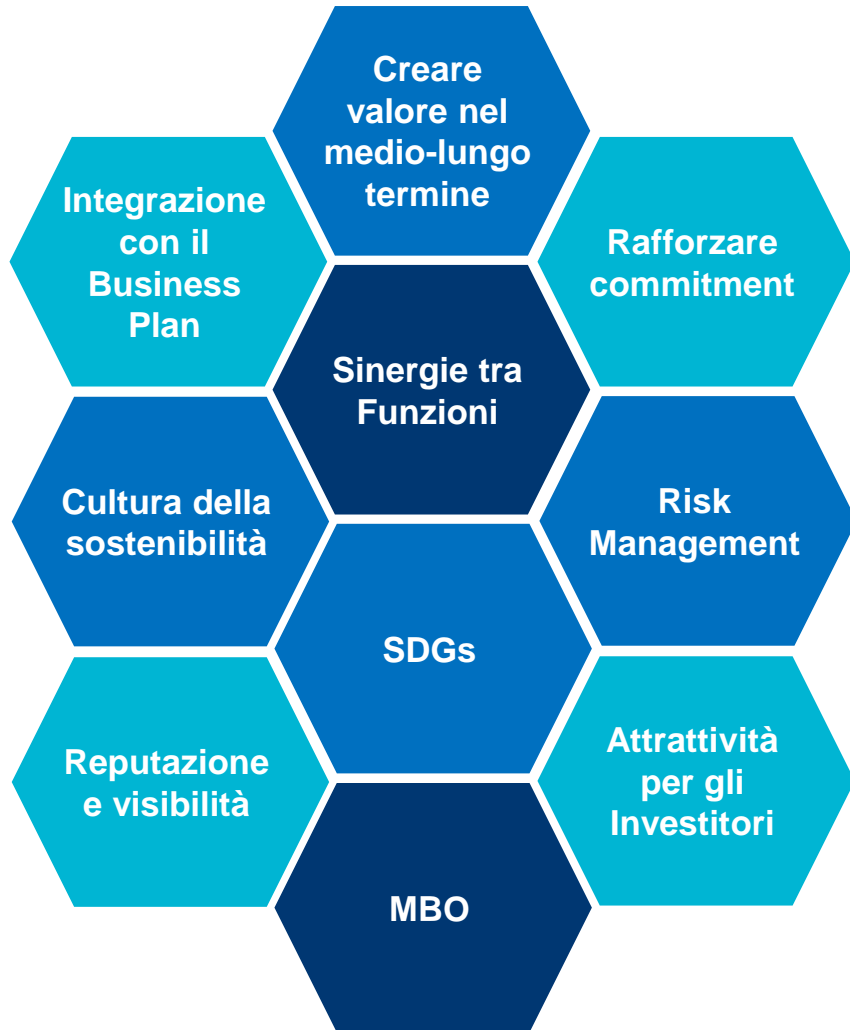 Creare
valore nel
medio-lungo
termine
Integrazione
con il
Business
Plan
Rafforzare
commitment
Sinergie tra
Funzioni
Cultura della
sostenibilità
Risk
Management
SDGs
Reputazione
e visibilità
Attrattività
per gli
Investitori
MBO